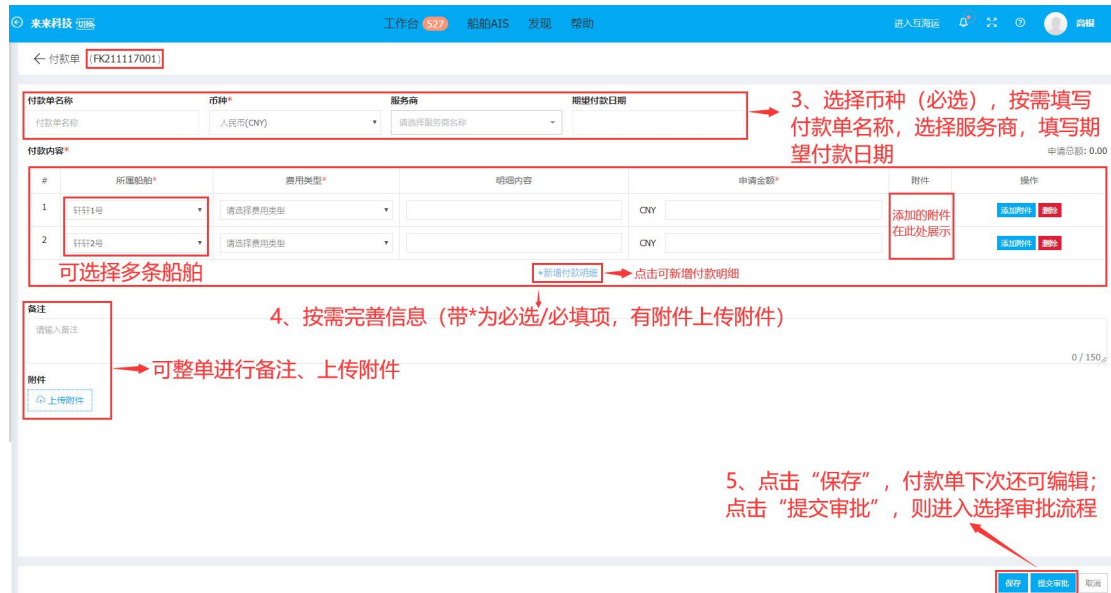 来来科技 切换 工作台 527 船舶AIS 发现 帮助 进入互海运 高银
付款单 (FK211117001)
付款单名称 币种* 服务商 期望付款日期
付款单名称 人民币(CNY) 请选择服务商名称
3、选择币种（必选），按需填写
付款单名称，选择服务商，填写期
望付款日期
付款内容* 申请总额: 0.00
# 所属船舶* 费用类型* 明细内容 申请金额* 附件 操作
1 轩轩1号 请选择费用类型 CNY 添加附件 删除
2 轩轩2号 请选择费用类型 CNY 添加附件 删除
添加的附件
在此处展示
可选择多条船舶
+新增付款明细 点击可新增付款明细
备注
请输入备注
4、按需完善信息（带*为必选/必填项，有附件上传附件）
0 / 150
可整单进行备注、上传附件
附件
上传附件
5、点击“保存”，付款单下次还可编辑；
点击“提交审批”，则进入选择审批流程
保存 提交审批 取消